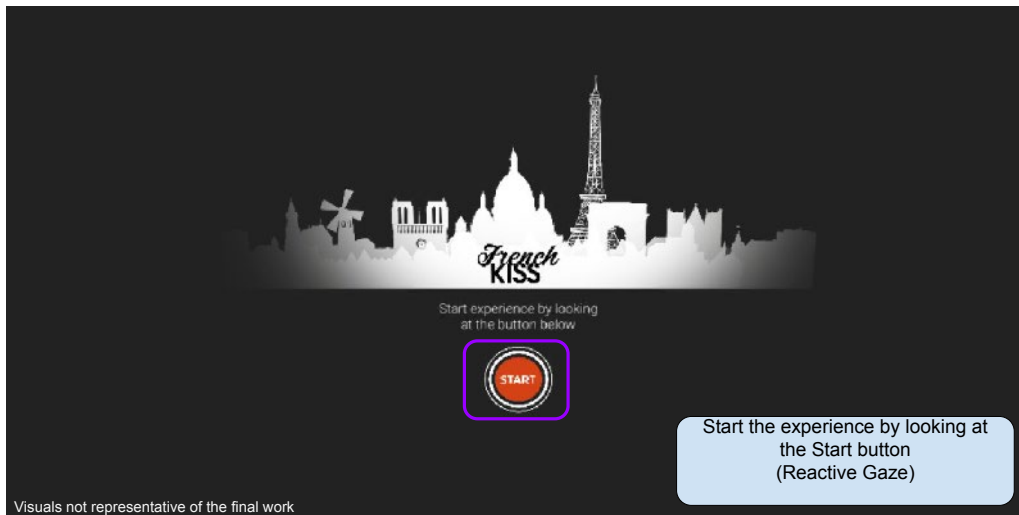 French
KISS
Start experience by looking
at the button below
START
Start the experience by looking at
the Start button
(Reactive Gaze)
Visuals not representative of the final work